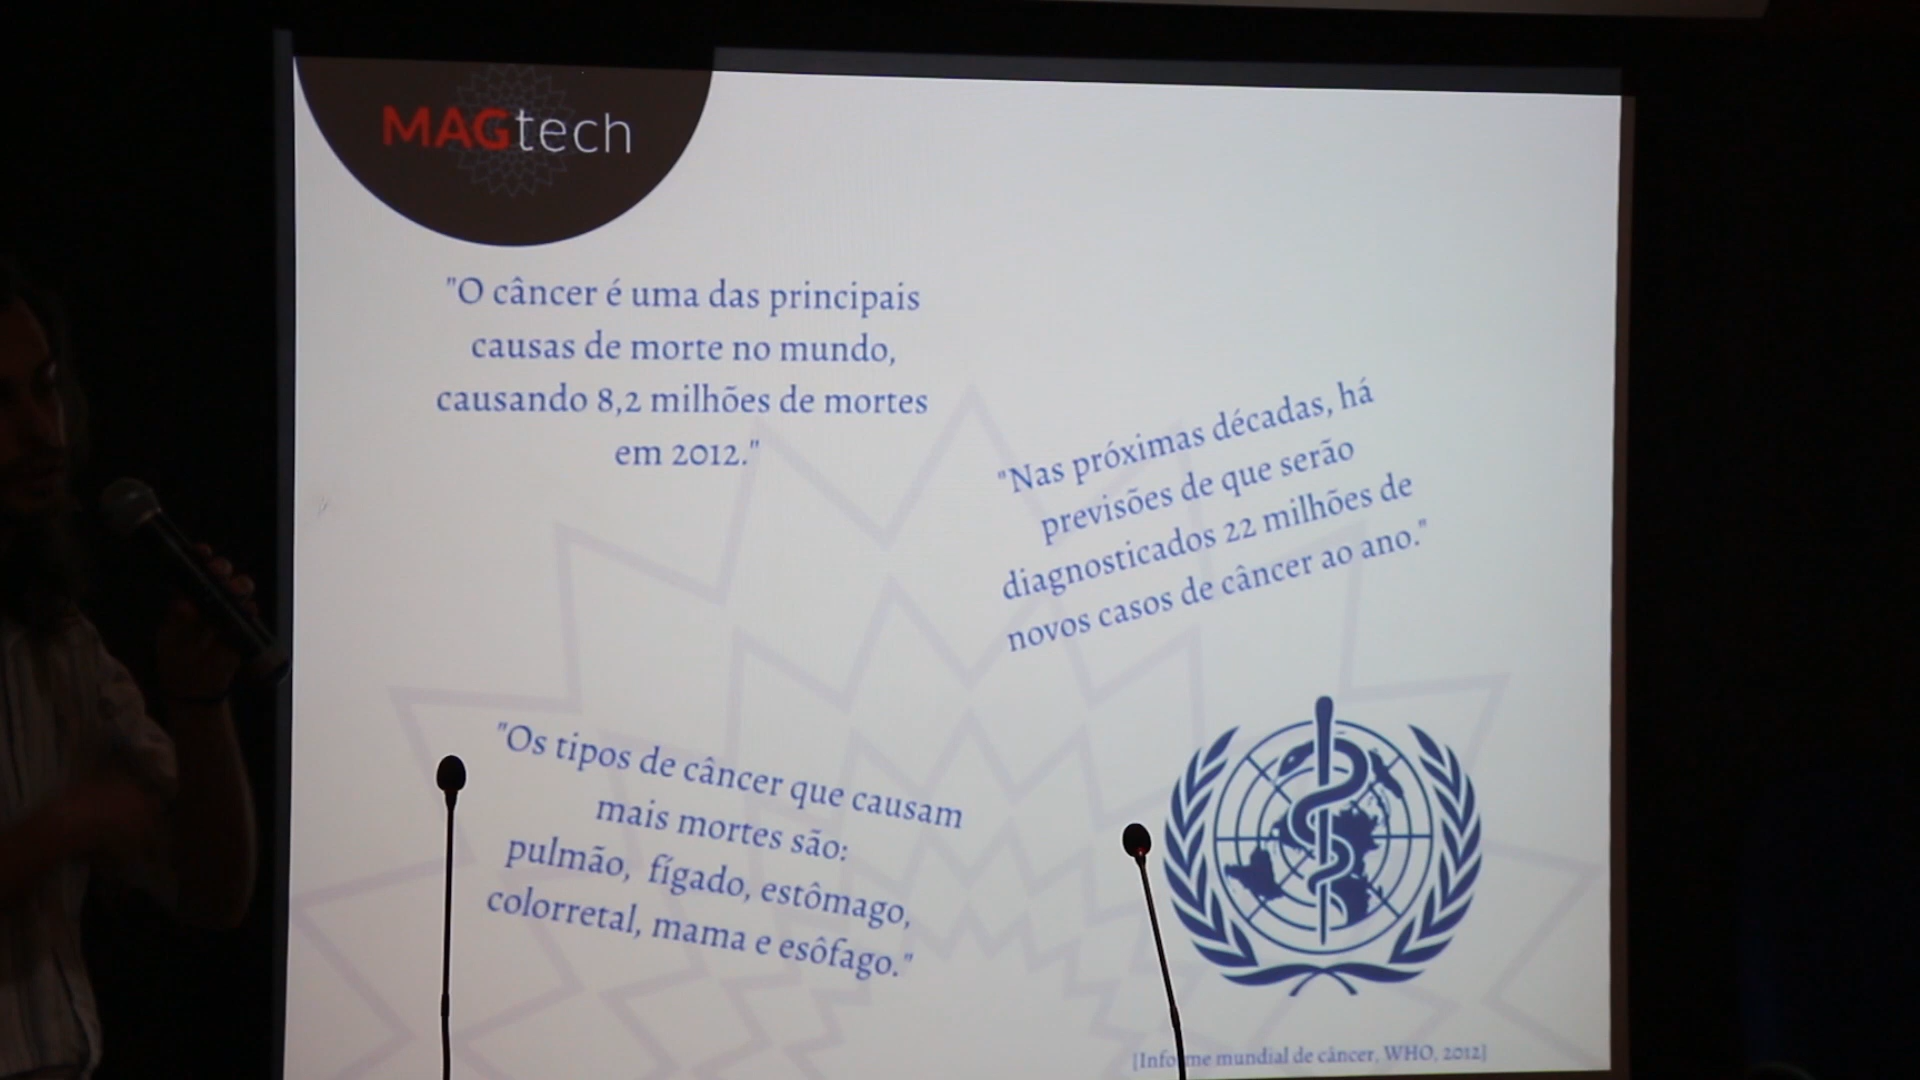 MAGtech
"O câncer é uma das principais
causas de morte no mundo,
causando 8,2 milhões de mortes
em 2012."
"Nas próximas décadas, há
previsões de que serão
diagnosticados 22 milhões de
novos casos de câncer ao ano."
"Os tipos de câncer que causam
mais mortes são:
pulmão, fígado, estômago,
colorretal, mama e esôfago."
[Informe mundial de câncer, WHO, 2012]